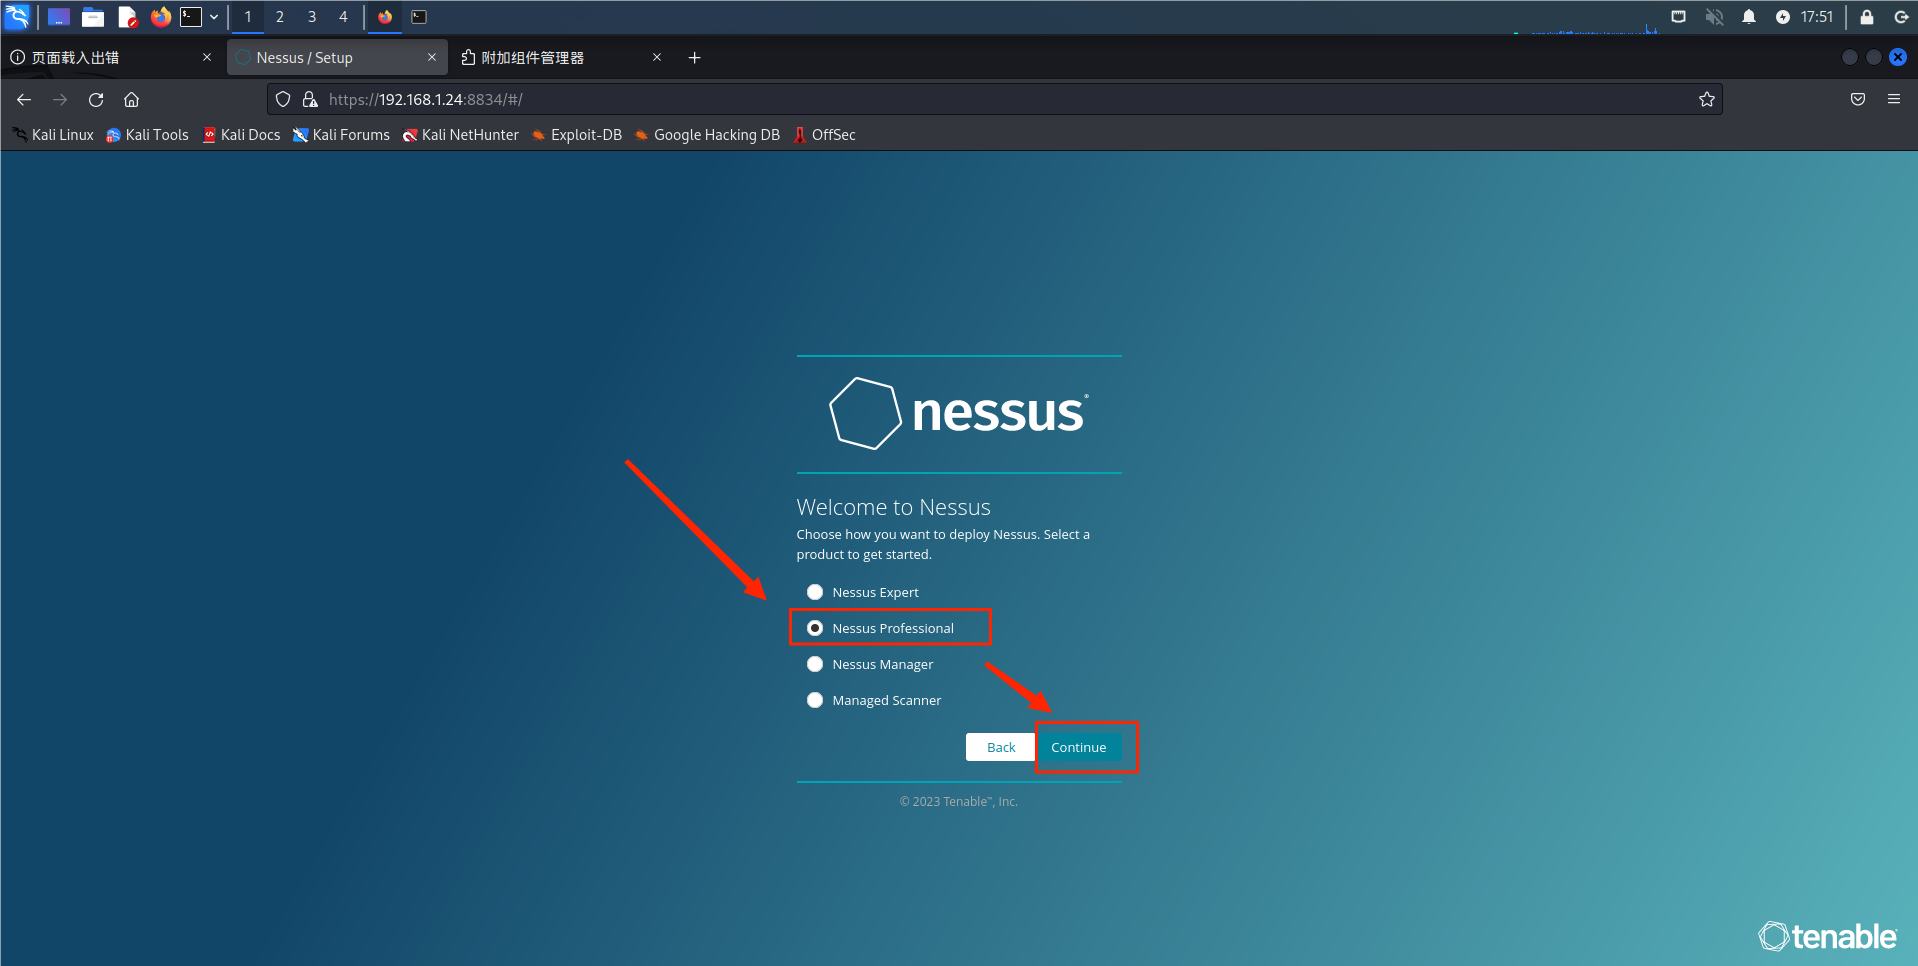 1 2 3 4 17:51
页面载入出错 Nessus / Setup 附加组件管理器
https://192.168.1.24:8834/#/
Kali Linux Kali Tools Kali Docs Kali Forums Kali NetHunter Exploit-DB Google Hacking DB OffSec
nessus®
Welcome to Nessus
Choose how you want to deploy Nessus. Select a
product to get started.
Nessus Expert
Nessus Professional
Nessus Manager
Managed Scanner
Back Continue
© 2023 Tenable™, Inc.
tenable